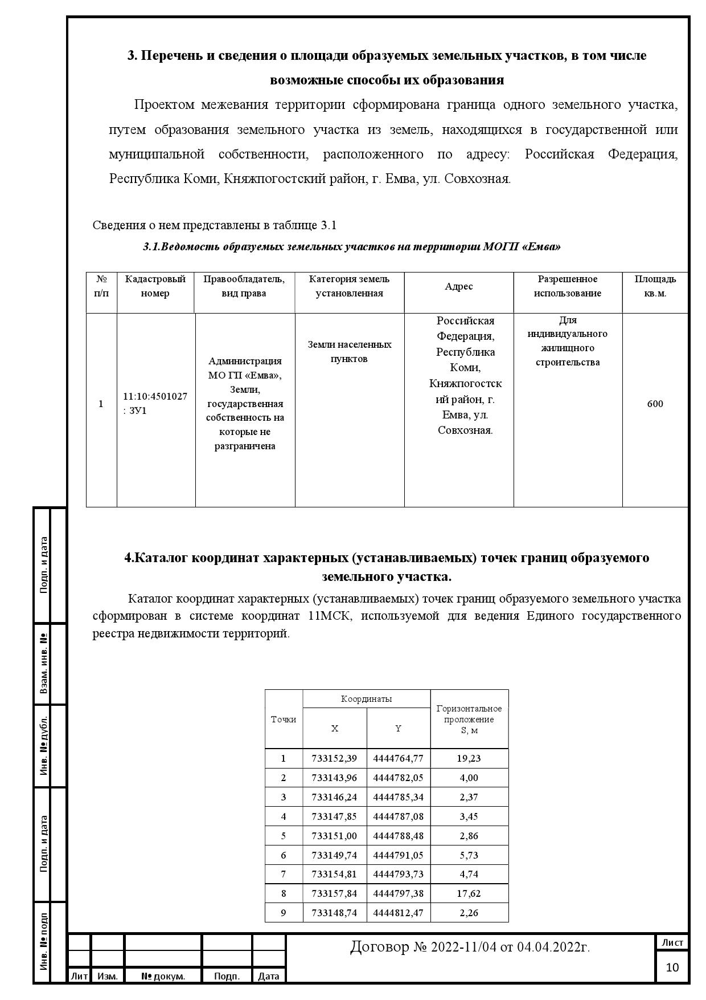 3. Перечень и сведения о площади образуемых земельных участков, в том числе
возможные способы их образования
Проектом межевания территории сформирована граница одного земельного участка,
путем образования земельного участка из земель, находящихся в государственной или
муниципальной собственности, расположенного по адресу: Российская Федерация,
Республика Коми, Княжпогостский район, г. Емва, ул. Совхозная.
Сведения о нем представлены в таблице 3.1
3.1.Ведомость образуемых земельных участков на территории МОГП «Емва»
№ п/п
Кадастровый номер
Правообладатель, вид права
Категория земель установленная
Адрес
Разрешенное использование
Площадь кв.м.
1
11:10:4501027
: ЗУ1
Администрация
МО ГП «Емва»,
Земли,
государственная
собственность на
которые не
разграничена
Земли населенных
пунктов
Российская
Федерация,
Республика
Коми,
Княжпогостск
ий район, г.
Емва, ул.
Совхозная.
Для
индивидуального
жилищного
строительства
600
4.Каталог координат характерных (устанавливаемых) точек границ образуемого
земельного участка.
Каталог координат характерных (устанавливаемых) точек границ образуемого земельного участка
сформирован в системе координат 11МСК, используемой для ведения Единого государственного
реестра недвижимости территорий.
Точки
Координаты
X
Y
Горизонтальное
проложение
S, м
1 733152,39 4444764,77 19,23
2 733143,96 4444782,05 4,00
3 733146,24 4444785,34 2,37
4 733147,85 4444787,08 3,45
5 733151,00 4444788,48 2,86
6 733149,74 4444791,05 5,73
7 733154,81 4444793,73 4,74
8 733157,84 4444797,38 17,62
9 733148,74 4444812,47 2,26
Подп. и дата
Взам. инв. №
Инв. № дубл.
Подп. и дата
Инв. № подп
Лит Изм. № докум. Подп. Дата
Договор № 2022-11/04 от 04.04.2022г.
Лист
10